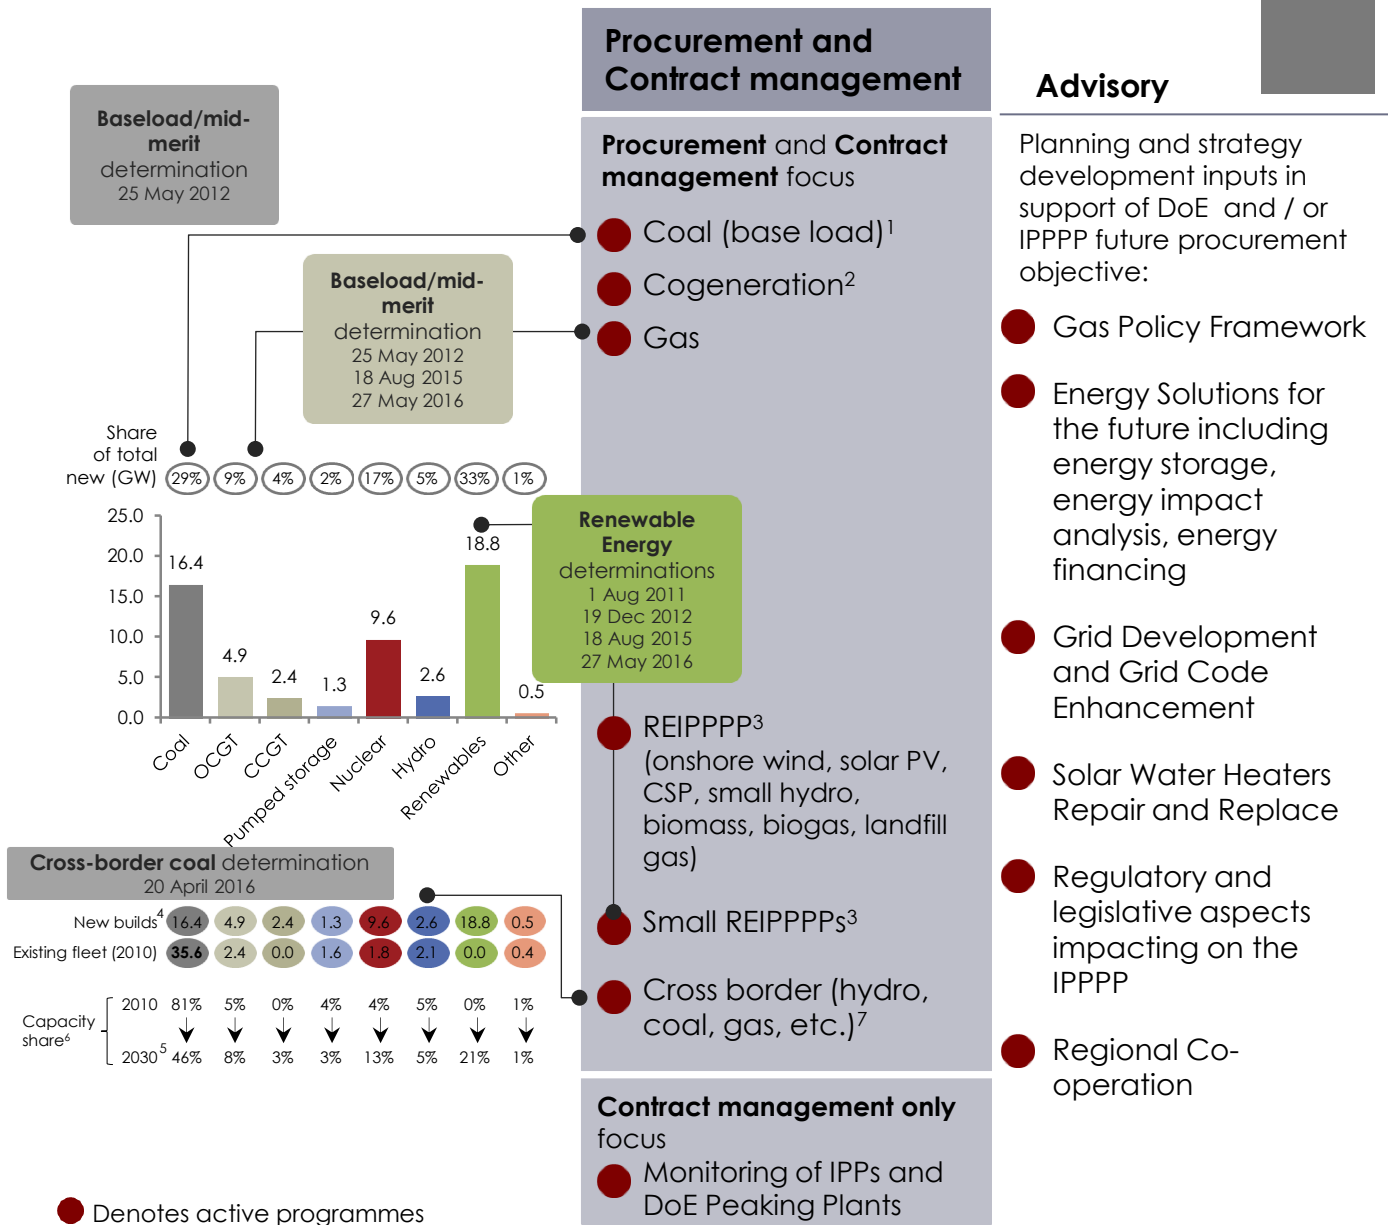 Procurement and
Contract management
Advisory
Baseload/mid-
merit
determination
25 May 2012
Baseload/mid-
merit
determination
25 May 2012
18 Aug 2015
27 May 2016
Share
of total
new (GW)
29% 9% 4% 2% 17% 5% 33% 1%
25.0
20.0
15.0
10.0
5.0
0.0
16.4
4.9
2.4
1.3
9.6
2.6
18.8
0.5
Coal
OCGT
CCGT
Pumped storage
Nuclear
Hydro
Renewables
Other
Renewable
Energy
determinations
1 Aug 2011
19 Dec 2012
18 Aug 2015
27 May 2016
Cross-border coal determination
20 April 2016
New builds4 16.4 4.9 2.4 1.3 9.6 2.6 18.8 0.5
Existing fleet (2010) 35.6 2.4 0.0 1.6 1.8 2.1 0.0 0.4
Capacity
share6
2010 81% 5% 0% 4% 4% 5% 0% 1%
2030 5 46% 8% 3% 3% 13% 5% 21% 1%
Denotes active programmes
Procurement and Contract
management focus
Coal (base load)1
Cogeneration2
Gas
REIPPPP3
(onshore wind, solar PV,
CSP, small hydro,
biomass, biogas, landfill
gas)
Small REIPPPPs3
Cross border (hydro,
coal, gas, etc.)7
Contract management only
focus
Monitoring of IPPs and
DoE Peaking Plants
Planning and strategy
development inputs in
support of DoE and / or
IPPPP future procurement
objective:
Gas Policy Framework
Energy Solutions for
the future including
energy storage,
energy impact
analysis, energy
financing
Grid Development
and Grid Code
Enhancement
Solar Water Heaters
Repair and Replace
Regulatory and
legislative aspects
impacting on the
IPPPP
Regional Co-
operation